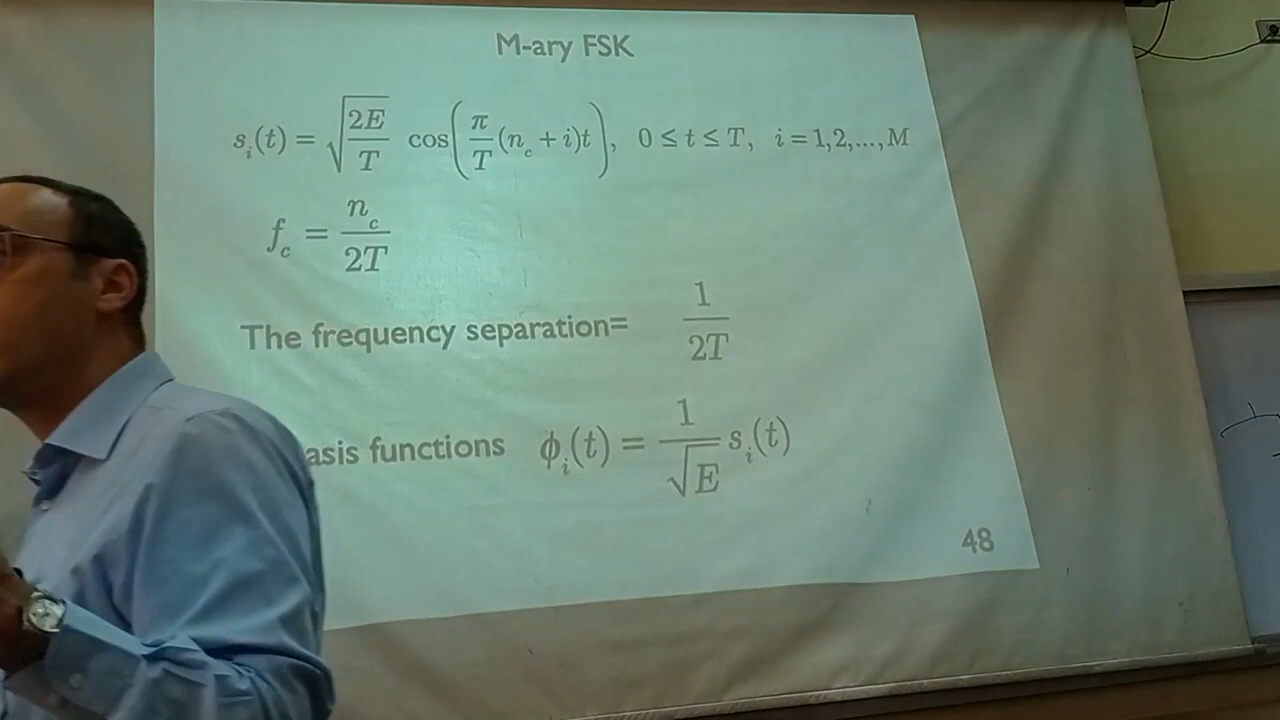 M-ary FSK
s_i(t) = √(2E/T) cos(π/T (n_c + i)t), 0 ≤ t ≤ T, i = 1,2,...,M
f_c = n_c/2T
The frequency separation= 1/2T
asis functions ϕ_i(t) = 1/√E s_i(t)
48